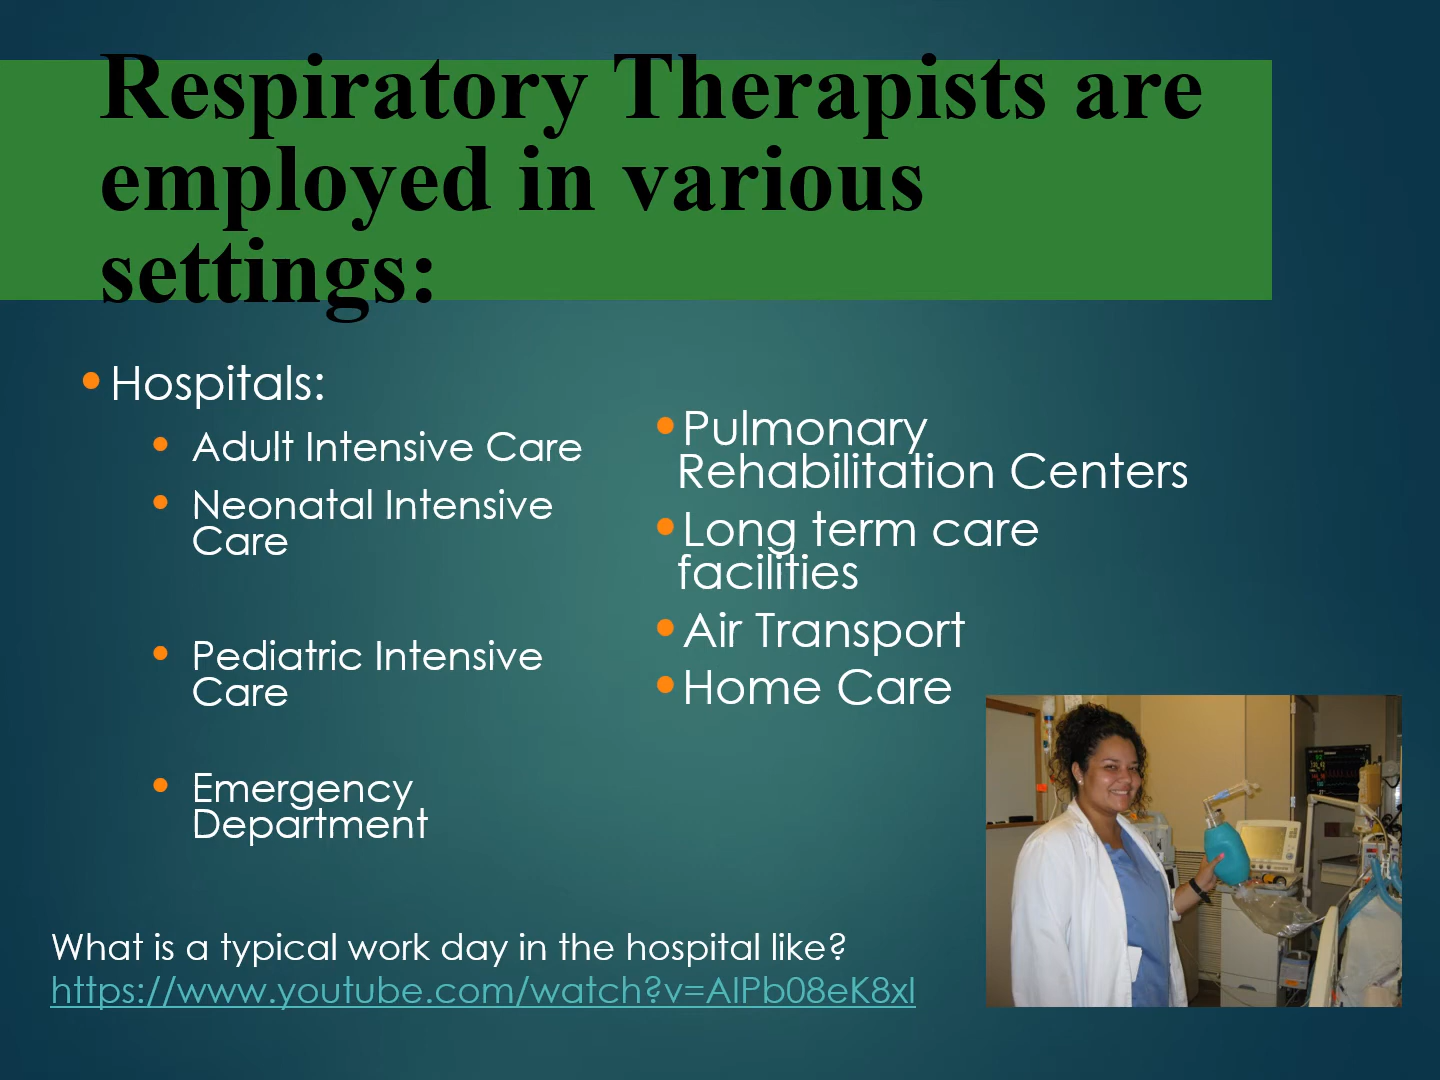 Respiratory Therapists are
employed in various
settings:
• Hospitals:
• Adult Intensive Care
• Neonatal Intensive
Care
• Pediatric Intensive
Care
• Emergency
Department
• Pulmonary
Rehabilitation Centers
• Long term care
facilities
• Air Transport
• Home Care
What is a typical work day in the hospital like?
https://www.youtube.com/watch?v=AIPb08eK8xI